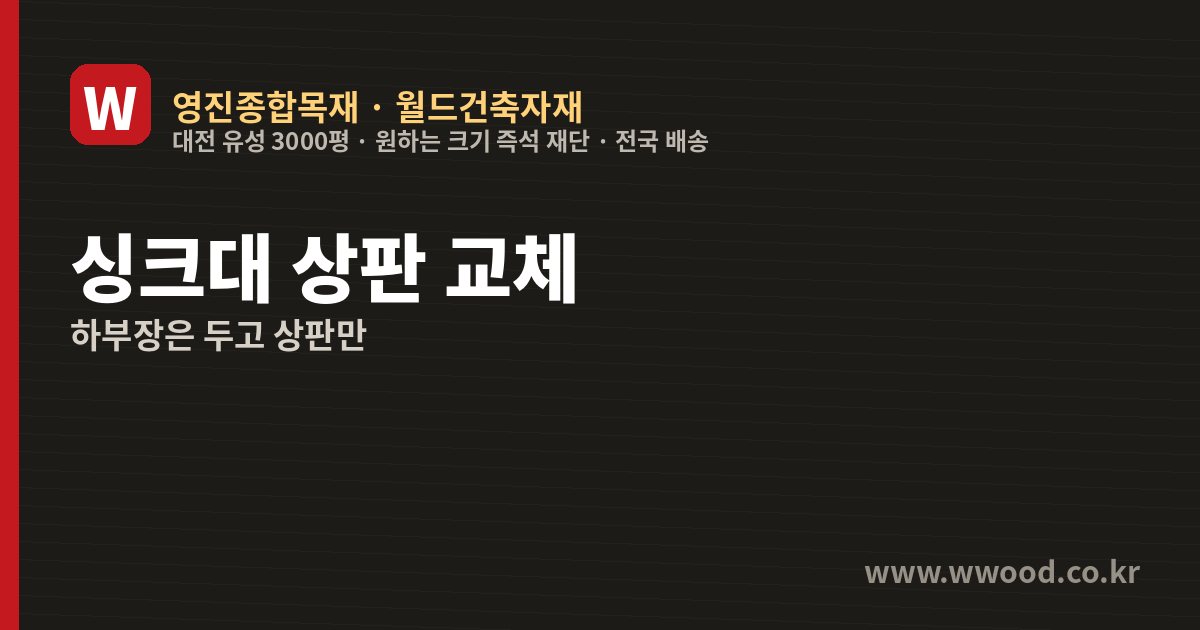 W
영진종합목재 · 월드건축자재
대전 유성 3000평 · 원하는 크기 즉석 재단 · 전국 배송
싱크대 상판 교체
하부장은 두고 상판만
www.wwood.co.kr